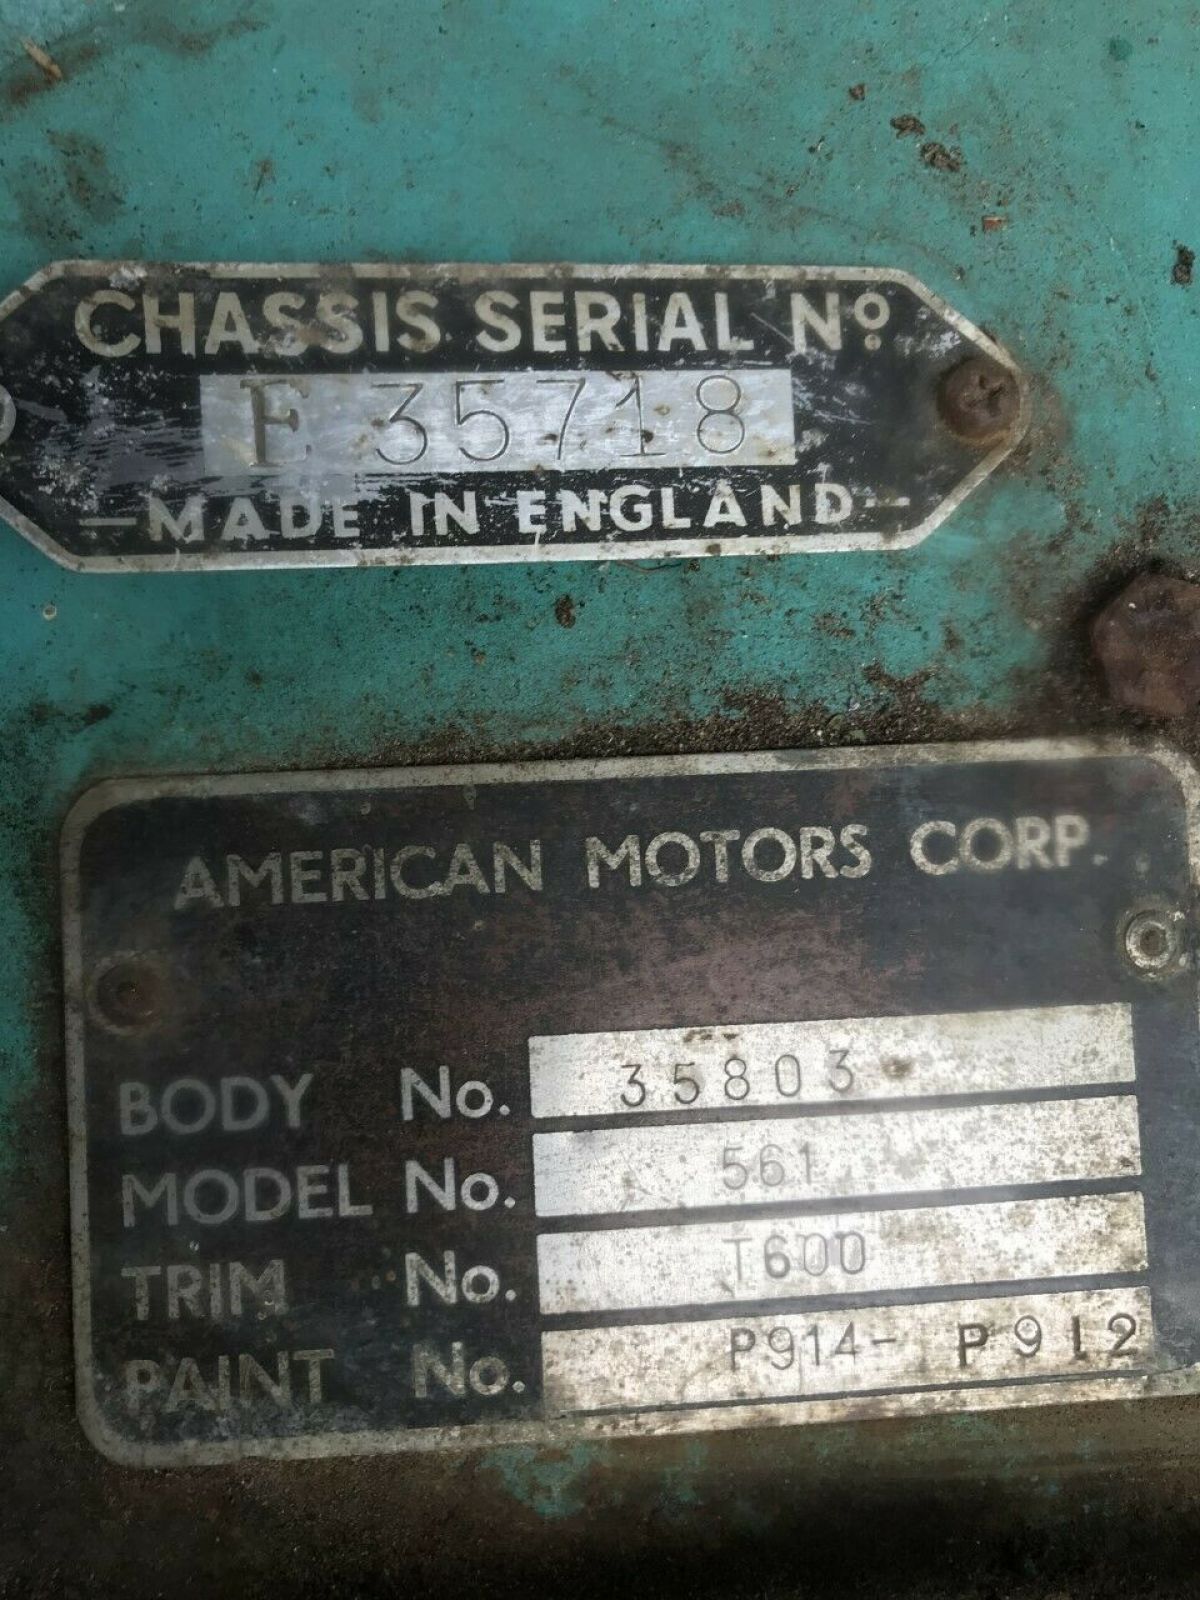 CHASSIS SERIAL Nº.
E 35718
—MADE IN ENGLAND—
AMERICAN MOTORS CORP.
BODY No. 35803
MODEL No. 561
TRIM No. T600
PAINT No. P914- P912